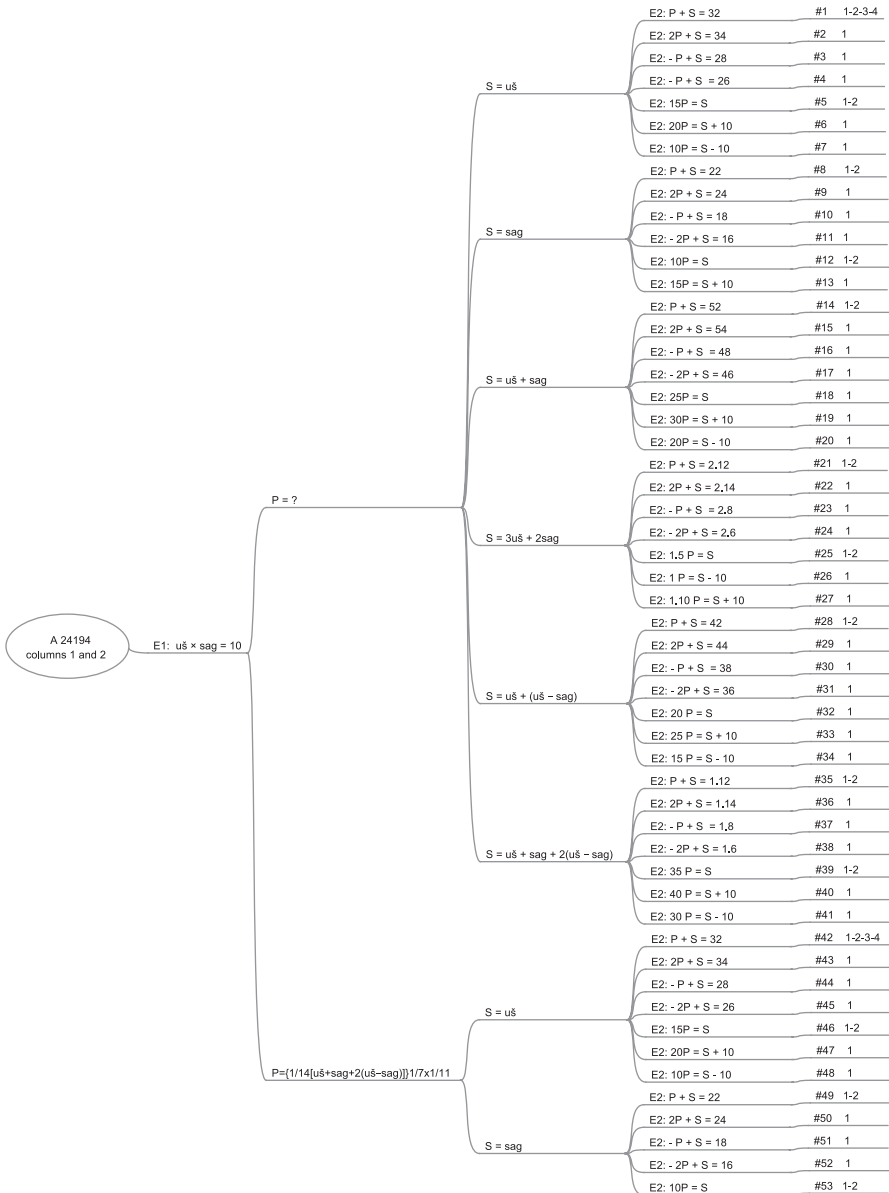 A 24194
columns 1 and 2
E1: uš × sag = 10
P = ?
S = uš
E2: P + S = 32 #1 1-2-3-4
E2: 2P + S = 34 #2 1
E2: - P + S = 28 #3 1
E2: - P + S = 26 #4 1
E2: 15P = S #5 1-2
E2: 20P = S + 10 #6 1
E2: 10P = S - 10 #7 1
S = sag
E2: P + S = 22 #8 1-2
E2: 2P + S = 24 #9 1
E2: - P + S = 18 #10 1
E2: - 2P + S = 16 #11 1
E2: 10P = S #12 1-2
E2: 15P = S + 10 #13 1
S = uš + sag
E2: P + S = 52 #14 1-2
E2: 2P + S = 54 #15 1
E2: - P + S = 48 #16 1
E2: - 2P + S = 46 #17 1
E2: 25P = S #18 1
E2: 30P = S + 10 #19 1
E2: 20P = S - 10 #20 1
S = 3uš + 2sag
E2: P + S = 2.12 #21 1-2
E2: 2P + S = 2.14 #22 1
E2: - P + S = 2.8 #23 1
E2: - 2P + S = 2.6 #24 1
E2: 1.5 P = S #25 1-2
E2: 1 P = S - 10 #26 1
E2: 1.10 P = S + 10 #27 1
S = uš + (uš – sag)
E2: P + S = 42 #28 1-2
E2: 2P + S = 44 #29 1
E2: - P + S = 38 #30 1
E2: - 2P + S = 36 #31 1
E2: 20 P = S #32 1
E2: 25 P = S + 10 #33 1
E2: 15 P = S - 10 #34 1
S = uš + sag + 2(uš – sag)
E2: P + S = 1.12 #35 1-2
E2: 2P + S = 1.14 #36 1
E2: - P + S = 1.8 #37 1
E2: - 2P + S = 1.6 #38 1
E2: 35 P = S #39 1-2
E2: 40 P = S + 10 #40 1
E2: 30 P = S - 10 #41 1
P={1/14[uš+sag+2(uš–sag)]}1/7x1/11
S = uš
E2: P + S = 32 #42 1-2-3-4
E2: 2P + S = 34 #43 1
E2: - P + S = 28 #44 1
E2: - 2P + S = 26 #45 1
E2: 15P = S #46 1-2
E2: 20P = S + 10 #47 1
E2: 10P = S - 10 #48 1
S = sag
E2: P + S = 22 #49 1-2
E2: 2P + S = 24 #50 1
E2: - P + S = 18 #51 1
E2: - 2P + S = 16 #52 1
E2: 10P = S #53 1-2